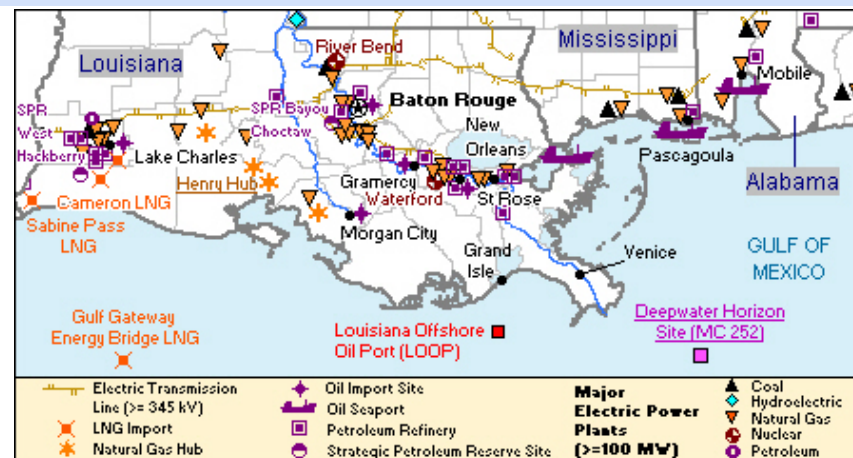 River Bend
Mississippi
Louisiana
Mobile
SPR
SPR Bayou
Baton Rouge
West
Choctaw
New
Orleans
Hackberry
Lake Charles
Pascagoula
Henry Hub
Gramercy
Cameron LNG
Waterford
St Rose
Alabama
Sabine Pass
LNG
Morgan City
Grand
Isle
Venice
GULF OF
MEXICO
Gulf Gateway
Energy Bridge LNG
Louisiana Offshore
Oil Port (LOOP)
Deepwater Horizon
Site (MC 252)
Electric Transmission
Line (>= 345 kV)
LNG Import
Natural Gas Hub
Oil Import Site
Oil Seaport
Petroleum Refinery
Strategic Petroleum Reserve Site
Major
Electric Power
Plants
(>=100 MW)
Coal
Hydroelectric
Natural Gas
Nuclear
Petroleum